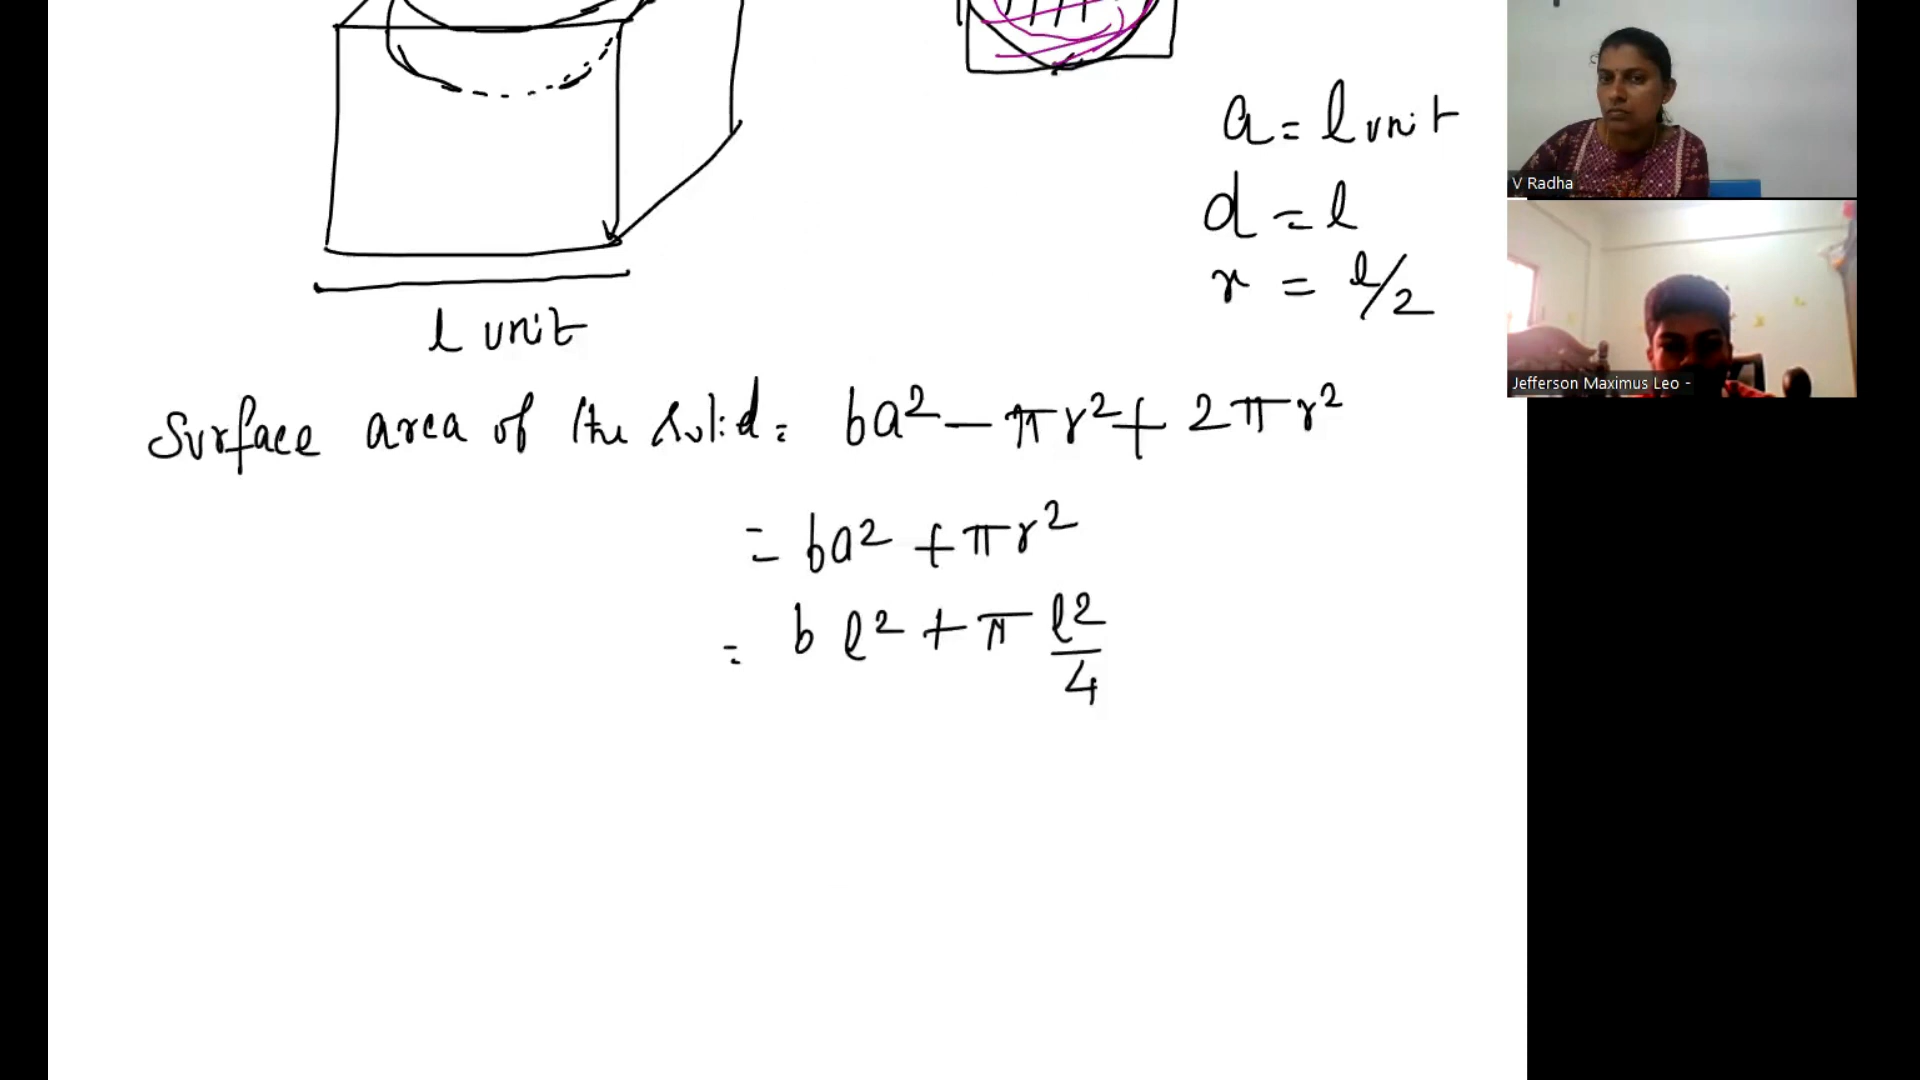 a = l unit
d = l
r = l/2
l unit
Surface area of the solid = 6a² − πr² + 2πr²
= 6a² + πr²
= 6 l² + π l²/4
V Radha
Jefferson Maximus Leo -